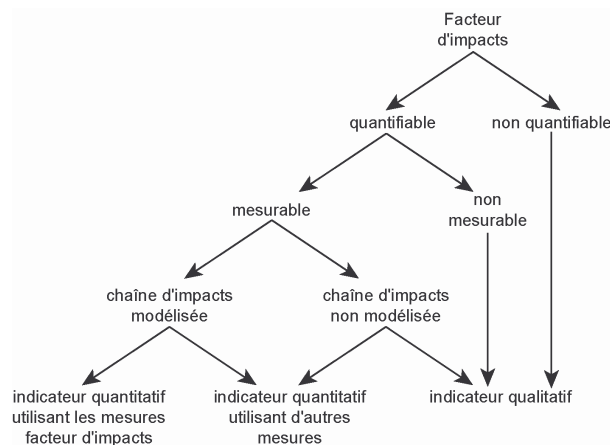 Facteur
d'impacts
quantifiable
non quantifiable
mesurable
non
mesurable
chaîne d'impacts
modélisée
chaîne d'impacts
non modélisée
indicateur quantitatif
utilisant les mesures
facteur d'impacts
indicateur quantitatif
utilisant d'autres
mesures
indicateur qualitatif